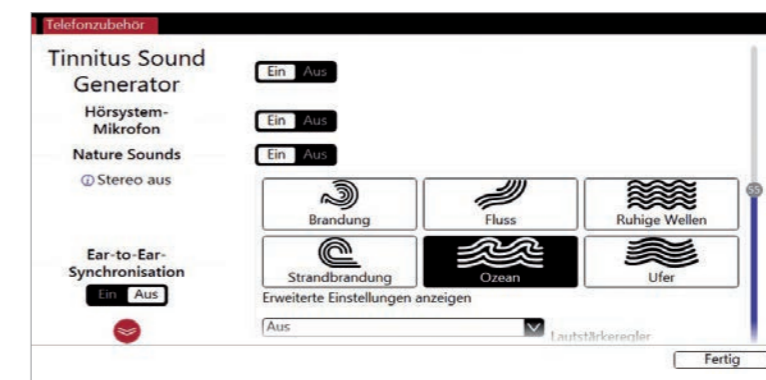 Telefonzubehör
Tinnitus Sound
Generator
Ein Aus
Hörsystem-
Mikrofon
Ein Aus
Nature Sounds
Ein Aus
Stereo aus
Brandung Fluss Ruhige Wellen
55
Ear-to-Ear-
Synchronisation
Ein Aus
Strandbrandung Ozean Ufer
Erweiterte Einstellungen anzeigen
Aus
Lautstärkeregler
Fertig